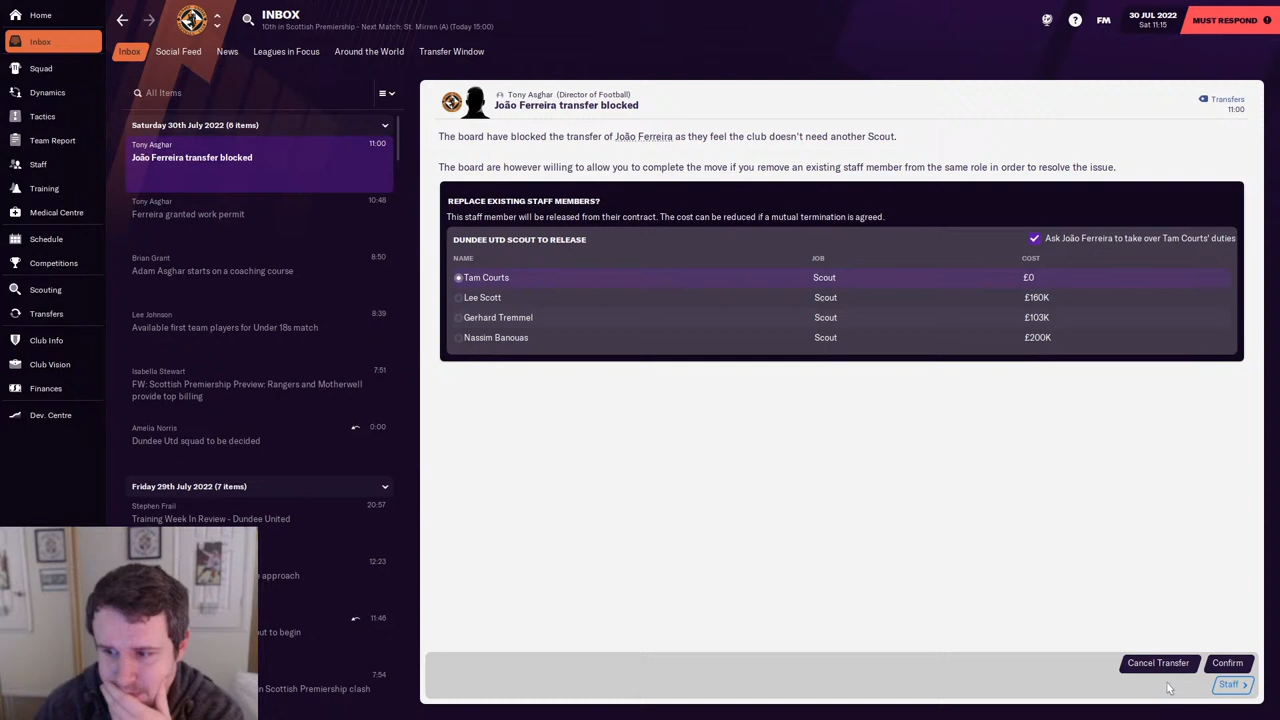 Home
Inbox
Squad
Dynamics
Tactics
Team Report
Staff
Training
Medical Centre
Schedule
Competitions
Scouting
Transfers
Club Info
Club Vision
Finances
Dev. Centre
INBOX
10th in Scottish Premiership - Next Match: St. Mirren (A) (Today 15:00)
FM
30 JUL 2022
Sat 11:15
MUST RESPOND
Inbox
Social Feed
News
Leagues in Focus
Around the World
Transfer Window
All Items
Saturday 30th July 2022 (6 items)
Tony Asghar 11:00
João Ferreira transfer blocked
Tony Asghar 10:48
Ferreira granted work permit
Brian Grant 8:50
Adam Asghar starts on a coaching course
Lee Johnson 8:39
Available first team players for Under 18s match
Isabella Stewart 7:51
FW: Scottish Premiership Preview: Rangers and Motherwell
provide top billing
Amelia Norris 0:00
Dundee Utd squad to be decided
Friday 29th July 2022 (7 items)
Stephen Frail 20:57
Training Week In Review - Dundee United
12:23
approach
11:46
out to begin
7:54
in Scottish Premiership clash
Tony Asghar (Director of Football)
João Ferreira transfer blocked
Transfers
11:00
The board have blocked the transfer of João Ferreira as they feel the club doesn't need another Scout.
The board are however willing to allow you to complete the move if you remove an existing staff member from the same role in order to resolve the issue.
REPLACE EXISTING STAFF MEMBERS?
This staff member will be released from their contract. The cost can be reduced if a mutual termination is agreed.
DUNDEE UTD SCOUT TO RELEASE
Ask João Ferreira to take over Tam Courts' duties
NAME JOB COST
Tam Courts Scout £0
Lee Scott Scout £160K
Gerhard Tremmel Scout £103K
Nassim Banouas Scout £200K
Cancel Transfer
Confirm
Staff